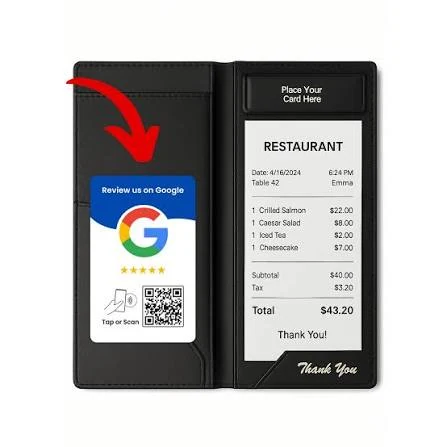 Review us on Google
G
Tap or Scan
Place Your
Card Here
RESTAURANT
Date: 4/16/2024 6:24 PM
Table 42 Emma
1 Crilled Salmon $22.00
1 Caesar Salad $8.00
1 Iced Tea $2.00
1 Cheesecake $7.00
Subtotal $40.00
Tax $3.20
Total $43.20
Thank You!
Thank You